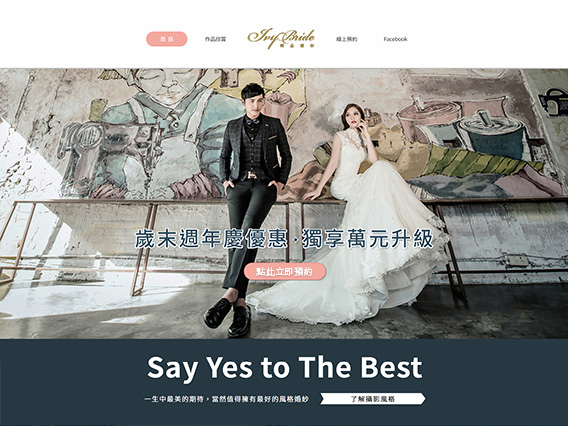 首頁
作品欣賞
Ivy Bride
精品婚紗
線上預約
Facebook
歲末週年慶優惠·獨享萬元升級
點此立即預約
Say Yes to The Best
一生中最美的期待，當然值得擁有最好的風格婚紗
了解攝影風格